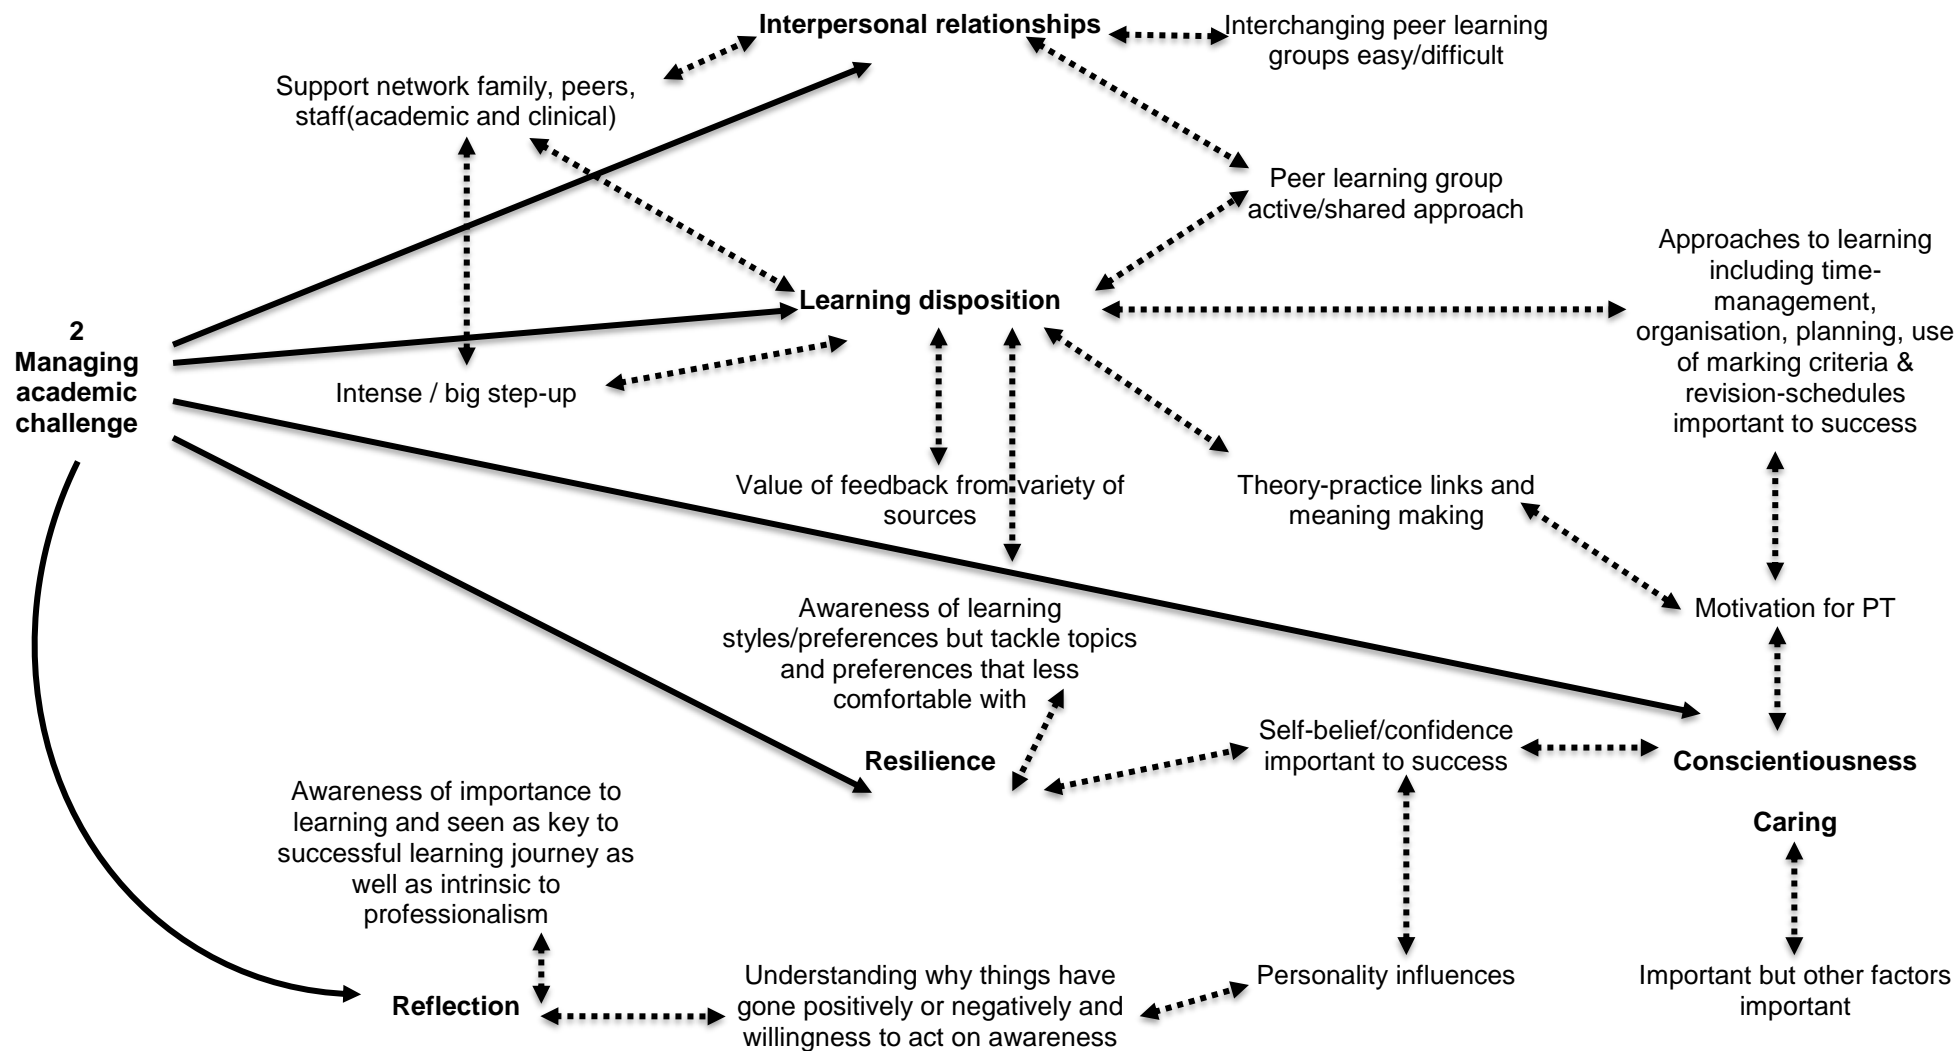 Interpersonal relationships
Interchanging peer learning
groups easy/difficult
Support network family, peers,
staff(academic and clinical)
Peer learning group
active/shared approach
Approaches to learning
including time-
management,
organisation, planning, use
of marking criteria &
revision-schedules
important to success
Learning disposition
2
Managing
academic
challenge
Intense / big step-up
Value of feedback from variety of
sources
Theory-practice links and
meaning making
Awareness of learning
styles/preferences but tackle topics
and preferences that less
comfortable with
Motivation for PT
Self-belief/confidence
important to success
Resilience
Conscientiousness
Awareness of importance to
learning and seen as key to
successful learning journey as
well as intrinsic to
professionalism
Caring
Reflection
Understanding why things have
gone positively or negatively and
willingness to act on awareness
Personality influences
Important but other factors
important